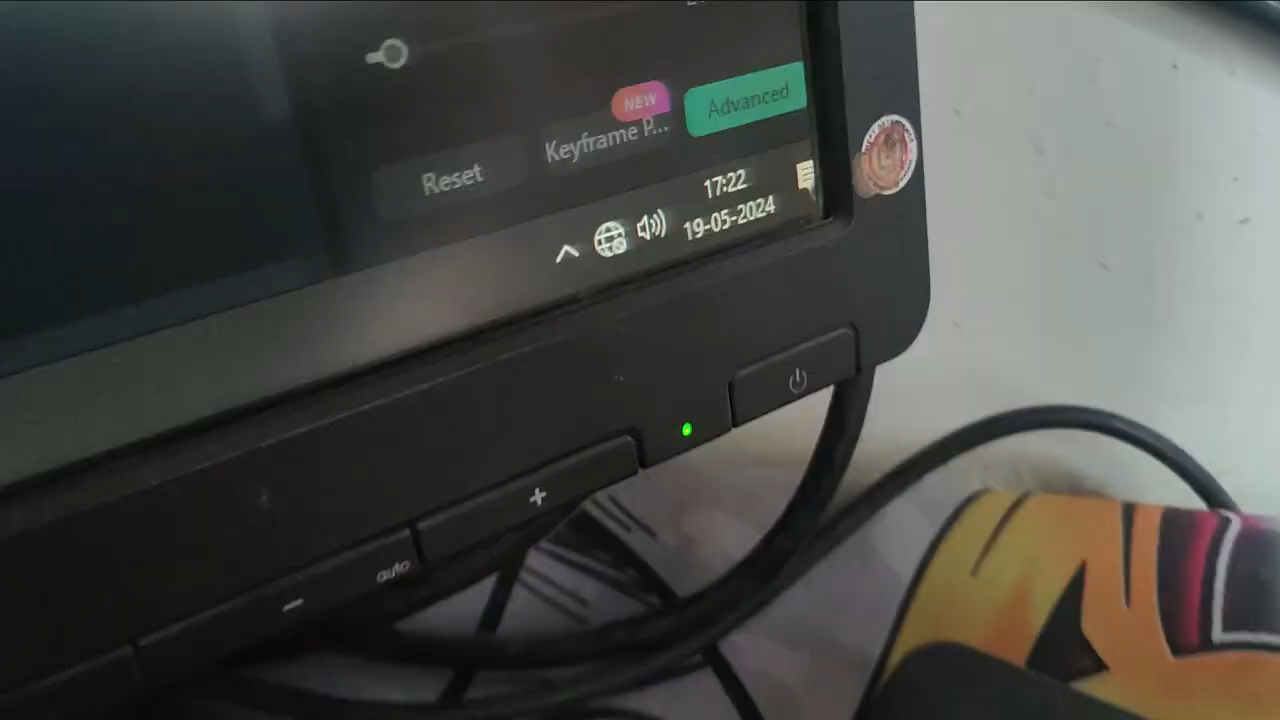 NEW
Advanced
Keyframe P...
Reset
17:22
19-05-2024
+
auto
−